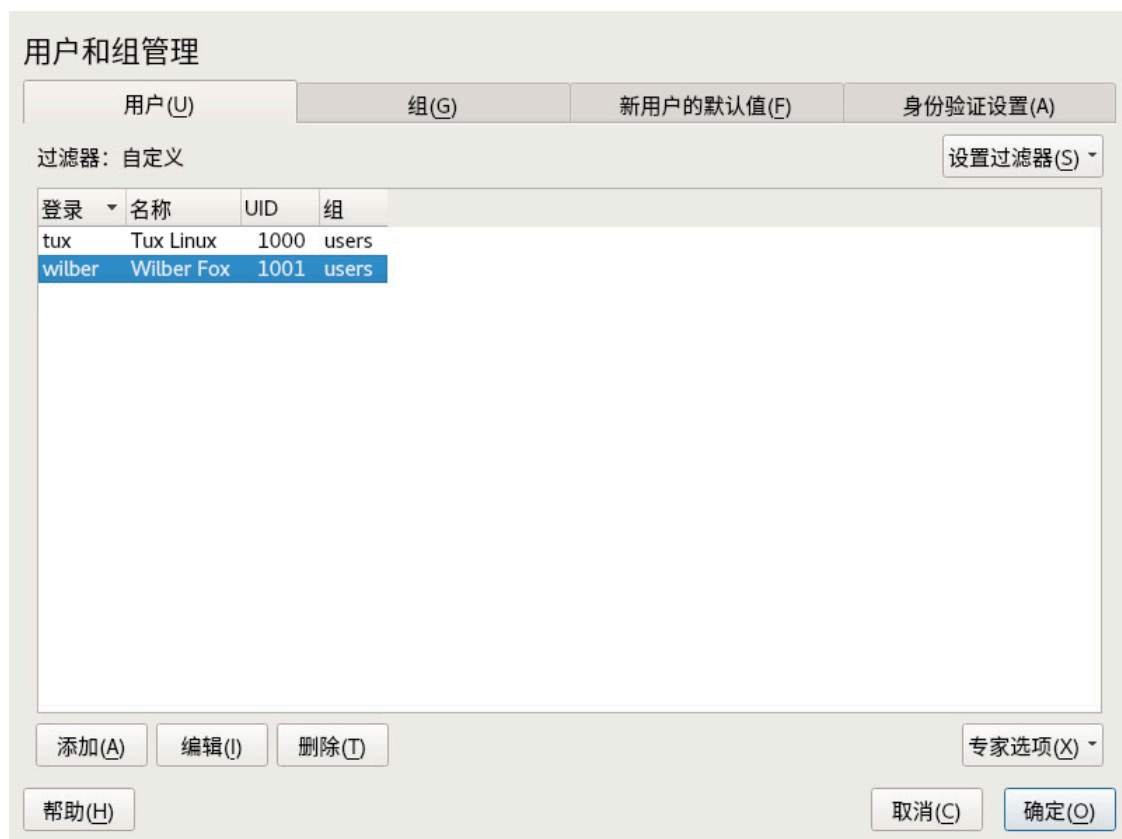 用户和组管理
用户(U) 组(G) 新用户的默认值(F) 身份验证设置(A)
过滤器：自定义 设置过滤器(S)
登录 名称 UID 组
tux Tux Linux 1000 users
wilber Wilber Fox 1001 users
添加(A) 编辑(I) 删除(T) 专家选项(X)
帮助(H) 取消(C) 确定(O)